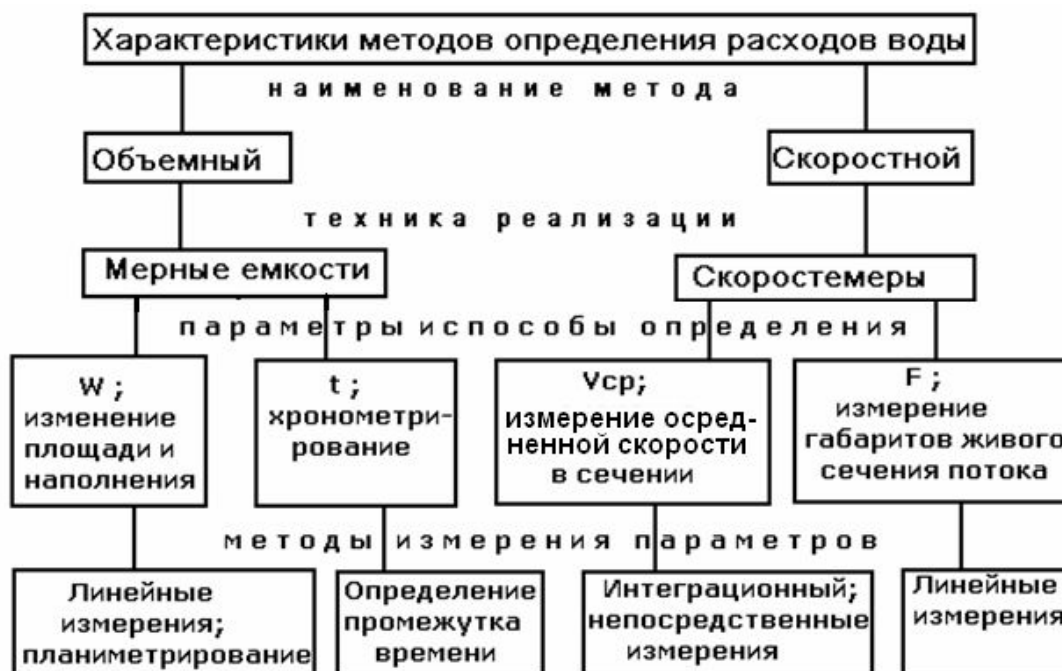 Характеристики методов определения расходов воды
наименование метода
Объемный
Скоростной
техника реализации
Мерные емкости
Скоростемеры
параметры и способы определения
W ;
изменение
площади и
наполнения
t ;
хронометри-
рование
Vср;
измерение осред-
ненной скорости
в сечении
F ;
измерение
габаритов живого
сечения потока
методы измерения параметров
Линейные
измерения;
планиметрирование
Определение
промежутка
времени
Интеграционный;
непосредственные
измерения
Линейные
измерения